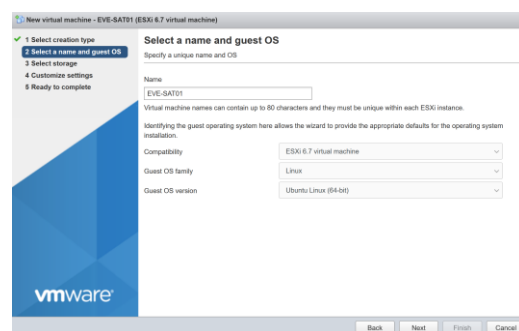 New virtual machine - EVE-SAT01 (ESXi 6.7 virtual machine)
1 Select creation type
2 Select a name and guest OS
3 Select storage
4 Customize settings
5 Ready to complete
vmware
Select a name and guest OS
Specify a unique name and OS
Name
EVE-SAT01
Virtual machine names can contain up to 80 characters and they must be unique within each ESXi instance.
Identifying the guest operating system here allows the wizard to provide the appropriate defaults for the operating system
installation.
Compatibility ESXi 6.7 virtual machine
Guest OS family Linux
Guest OS version Ubuntu Linux (64-bit)
Back Next Finish Cancel